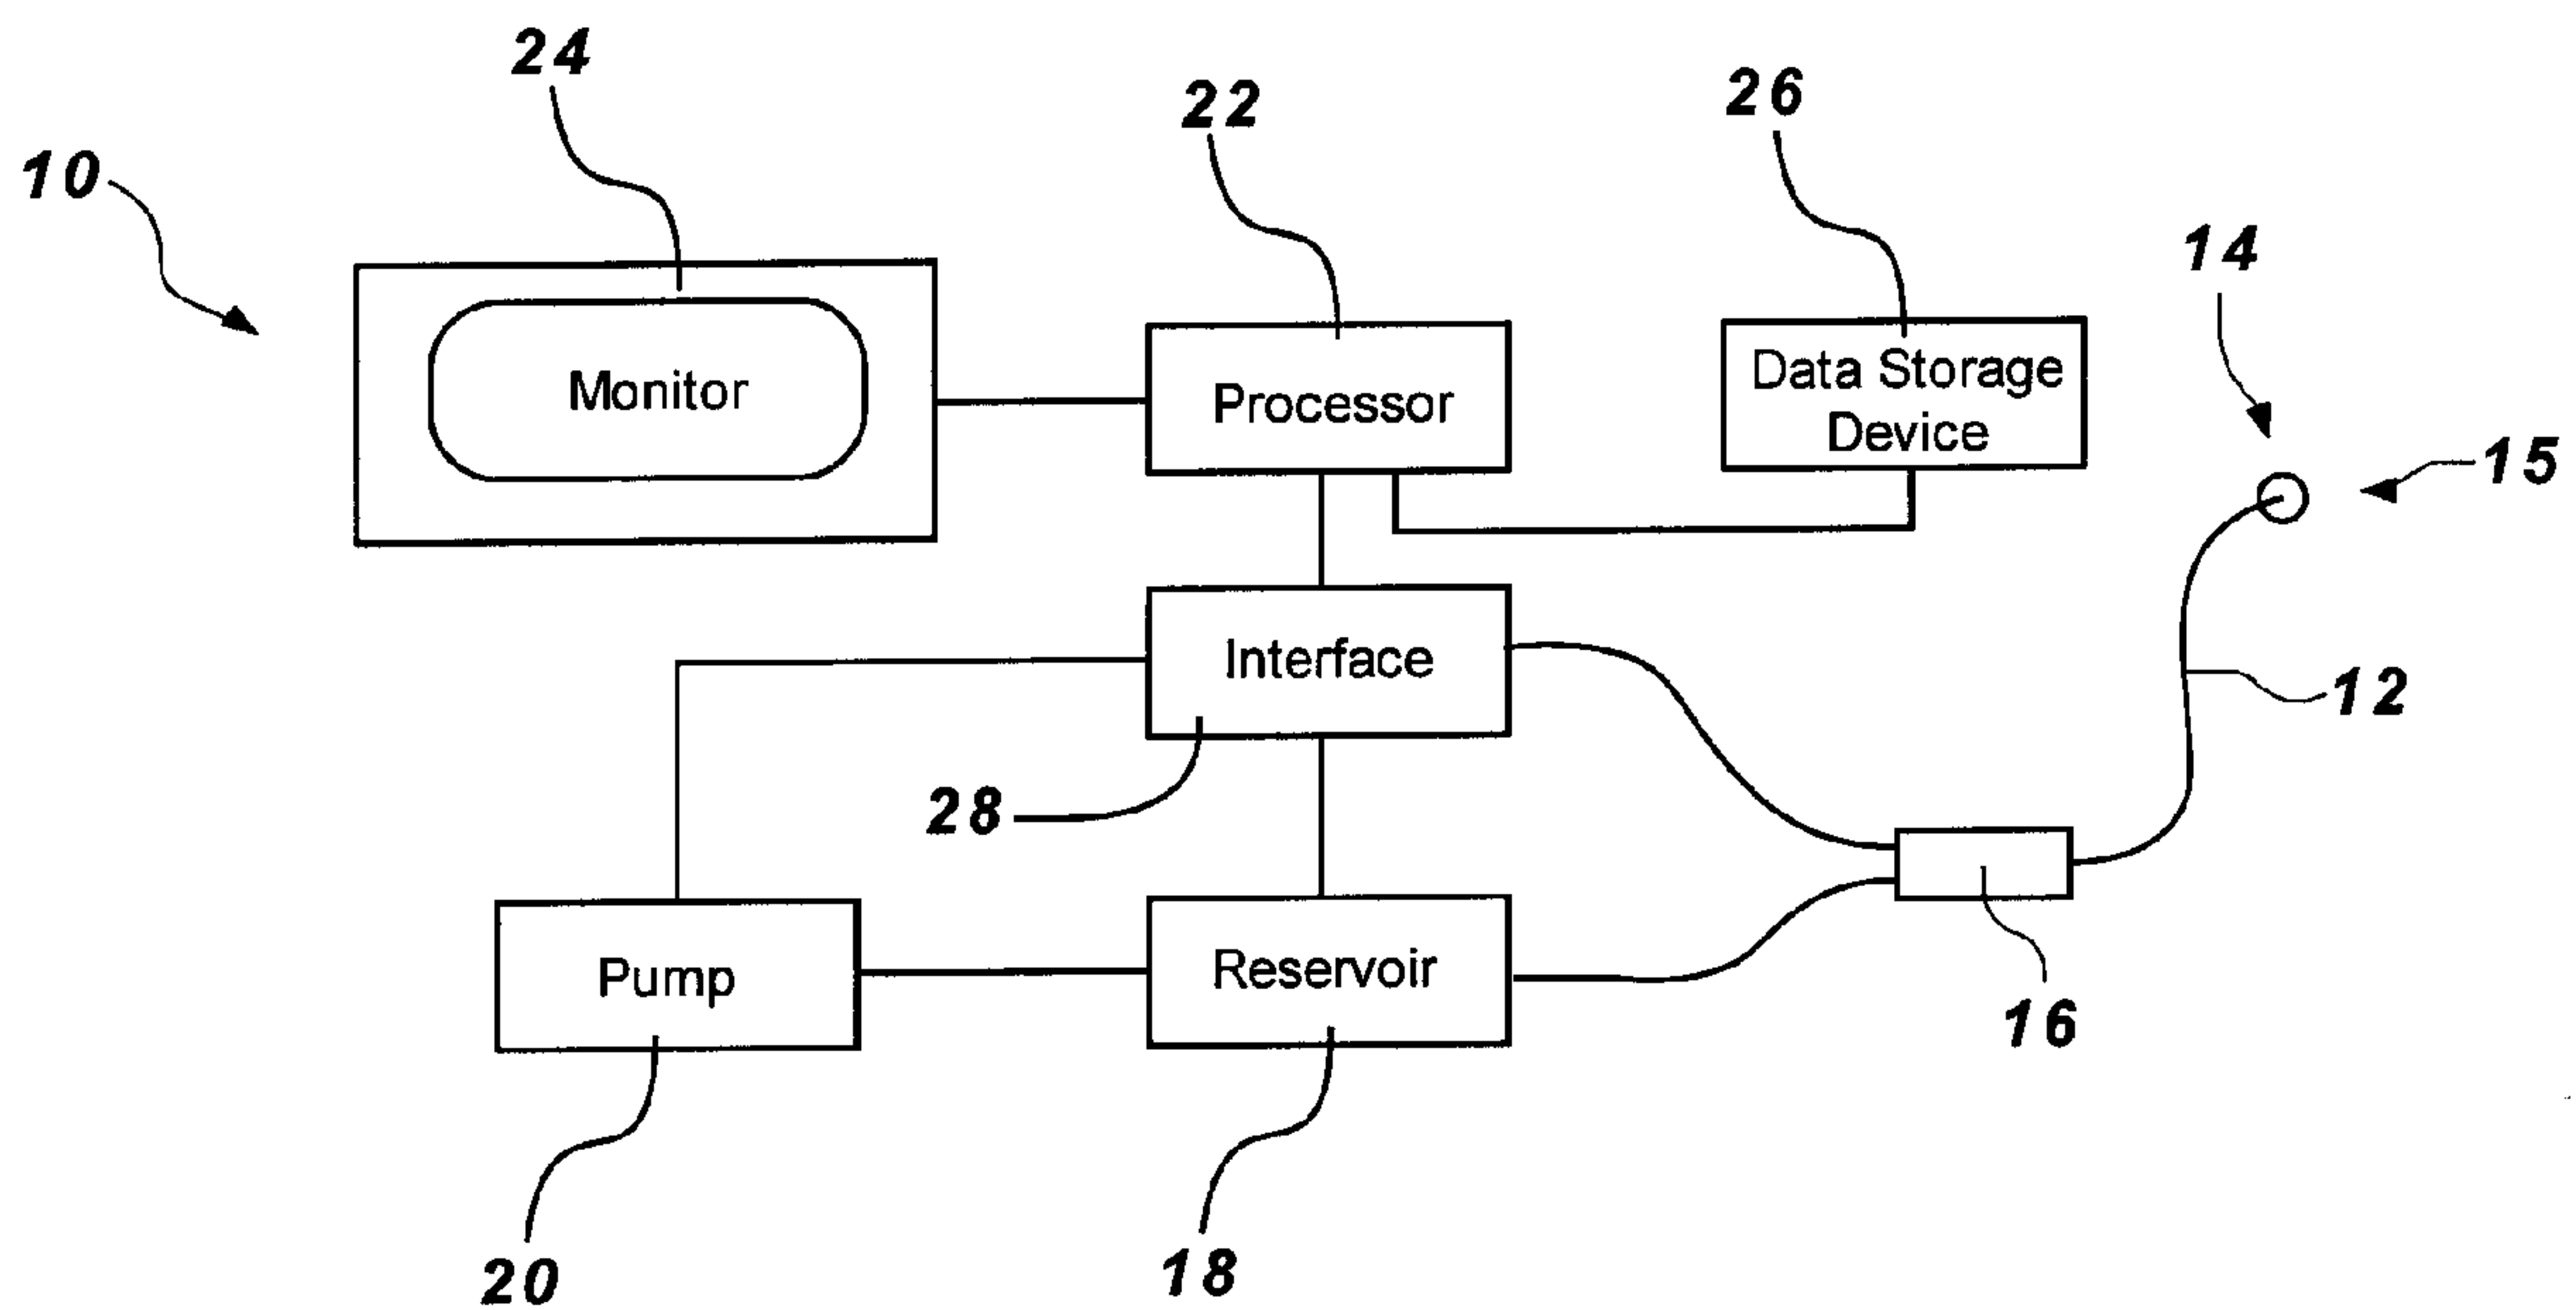 24
22
26
10
14
Monitor
Processor
Data Storage
Device
15
Interface
12
28
Pump
Reservoir
16
20
18